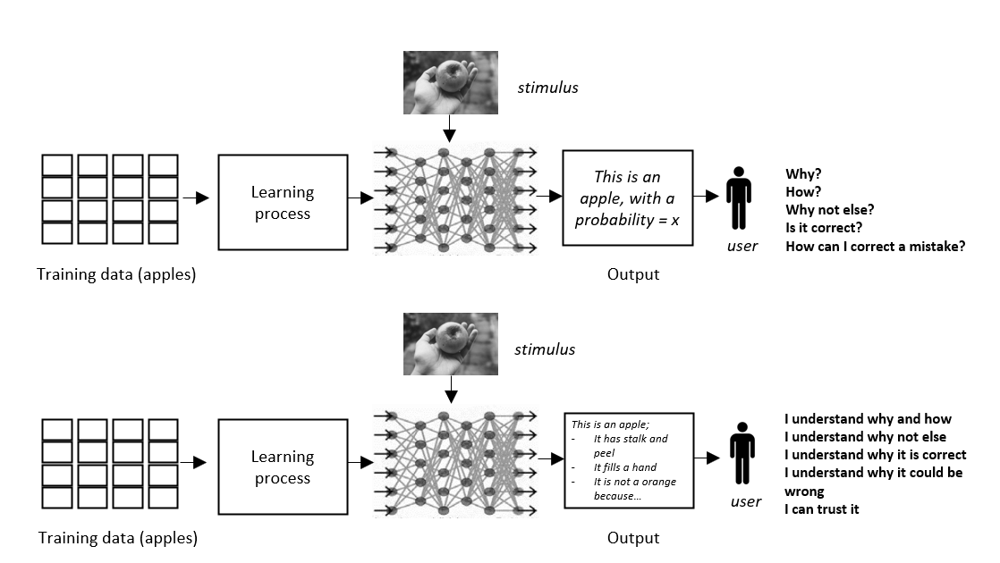 stimulus
Learning
process
This is an
apple, with a
probability = x
user
Why?
How?
Why not else?
Is it correct?
How can I correct a mistake?
Training data (apples)
Output
stimulus
Learning
process
This is an apple;
- It has stalk and
peel
- It fills a hand
- It is not a orange
because...
user
I understand why and how
I understand why not else
I understand why it is correct
I understand why it could be
wrong
I can trust it
Training data (apples)
Output